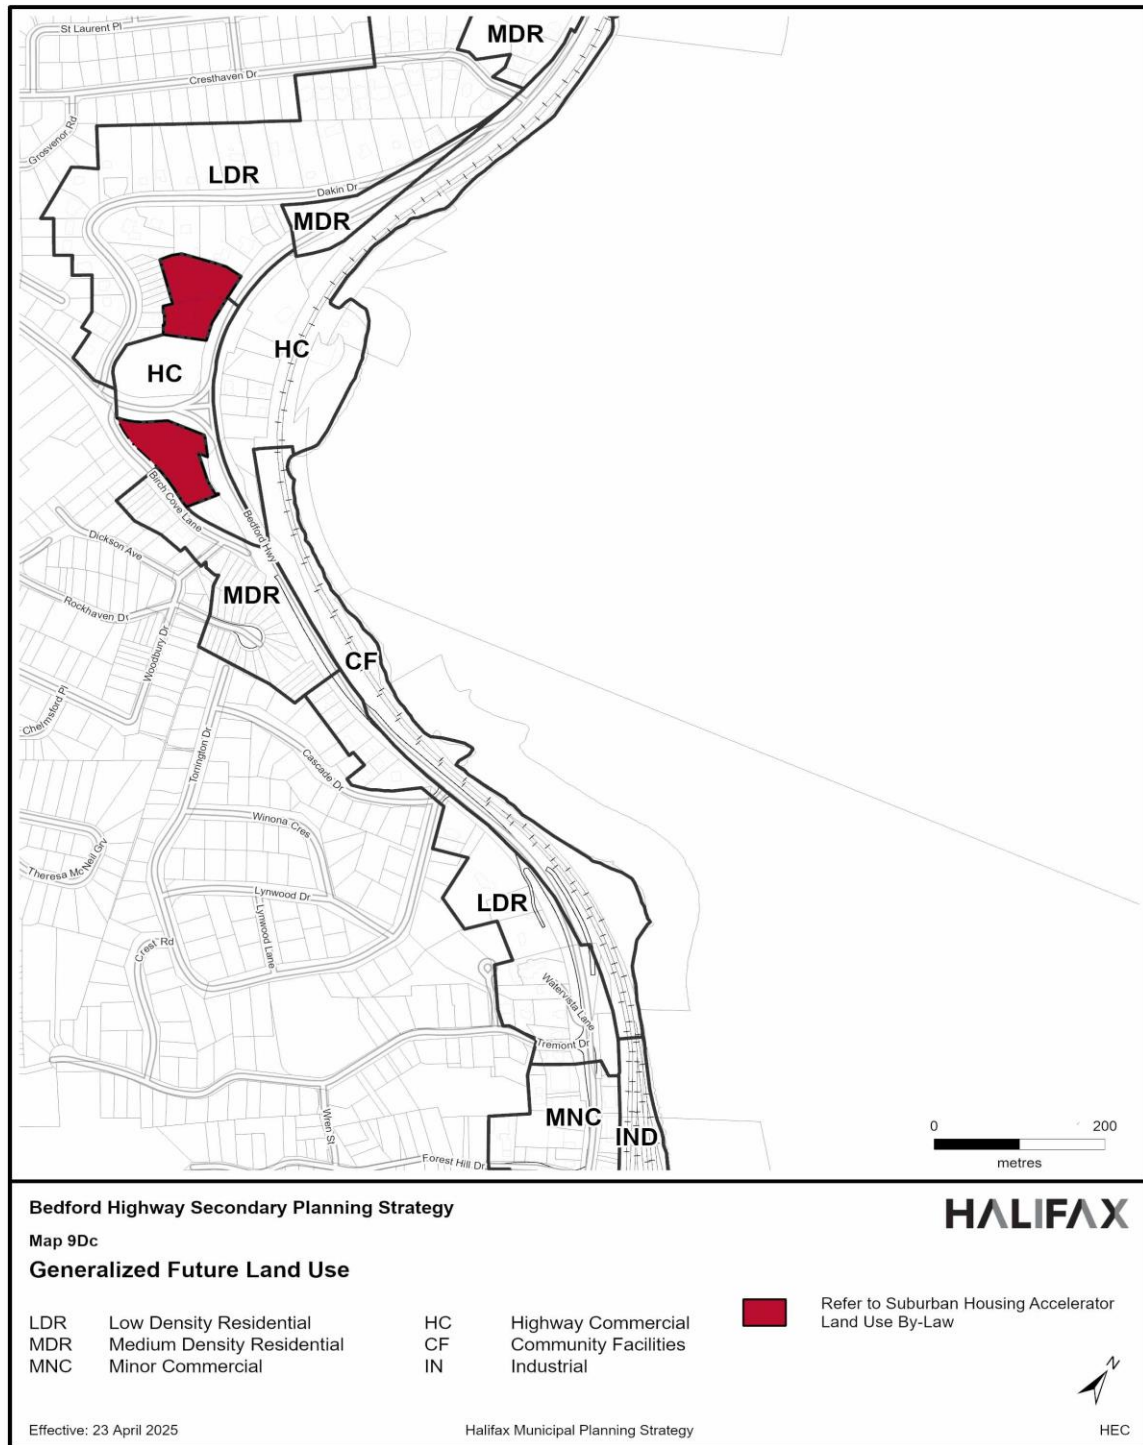 St Laurent Pl
MDR
Cresthaven Dr
Grosvenor Rd
LDR
Dakin Dr
MDR
HC
HC
Birch Cove Lane
Bedford Hwy
Dickson Ave
MDR
Rockhaven Dr
Woodbury Dr
CF
Chelmsford Pl
Torrington Dr
Cascade Dr
Winona Cres
Theresa McNeil Grv
Lynwood Dr
LDR
Lynwood Lane
Crest Rd
Watervista Lane
Tremont Dr
MNC
IND
Wren St
Forest Hill Dr
0 200
metres
Bedford Highway Secondary Planning Strategy
HALIFAX
Map 9Dc
Generalized Future Land Use
LDR Low Density Residential
MDR Medium Density Residential
MNC Minor Commercial
HC Highway Commercial
CF Community Facilities
IN Industrial
Refer to Suburban Housing Accelerator
Land Use By-Law
N
Effective: 23 April 2025
Halifax Municipal Planning Strategy
HEC